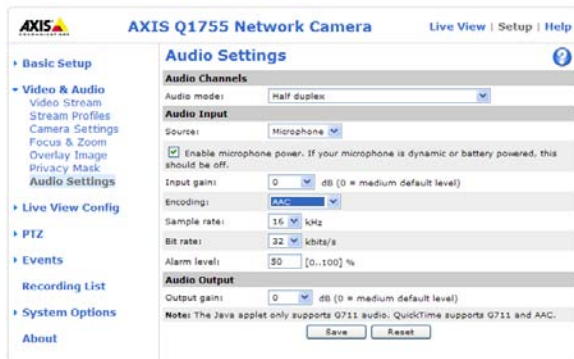 AXIS
COMMUNICATIONS
AXIS Q1755 Network Camera
Live View | Setup | Help
Basic Setup
Video & Audio
Video Stream
Stream Profiles
Camera Settings
Focus & Zoom
Overlay Image
Privacy Mask
Audio Settings
Live View Config
PTZ
Events
Recording List
System Options
About
Audio Settings
Audio Channels
Audio mode: Half duplex
Audio Input
Source: Microphone
Enable microphone power. If your microphone is dynamic or battery powered, this
should be off.
Input gain: 0 dB (0 = medium default level)
Encoding: AAC
Sample rate: 16 kHz
Bit rate: 32 kbits/s
Alarm level: 50 [0..100] %
Audio Output
Output gain: 0 dB (0 = medium default level)
Note: The Java applet only supports G711 audio. QuickTime supports G711 and AAC.
Save Reset